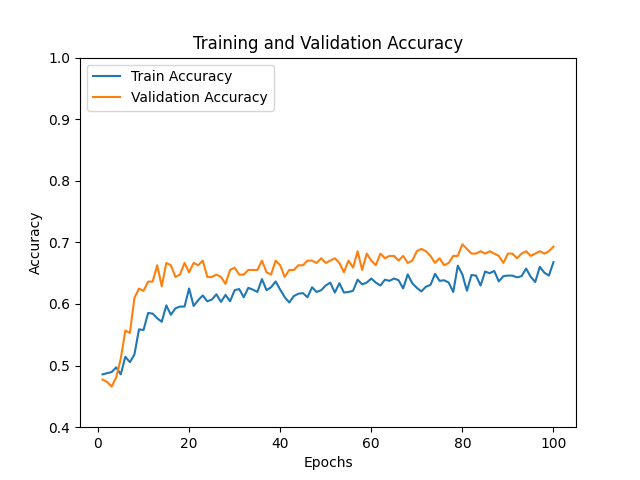 Training and Validation Accuracy
1.0
0.9
0.8
0.7
0.6
0.5
0.4
Accuracy
Train Accuracy
Validation Accuracy
0 20 40 60 80 100
Epochs